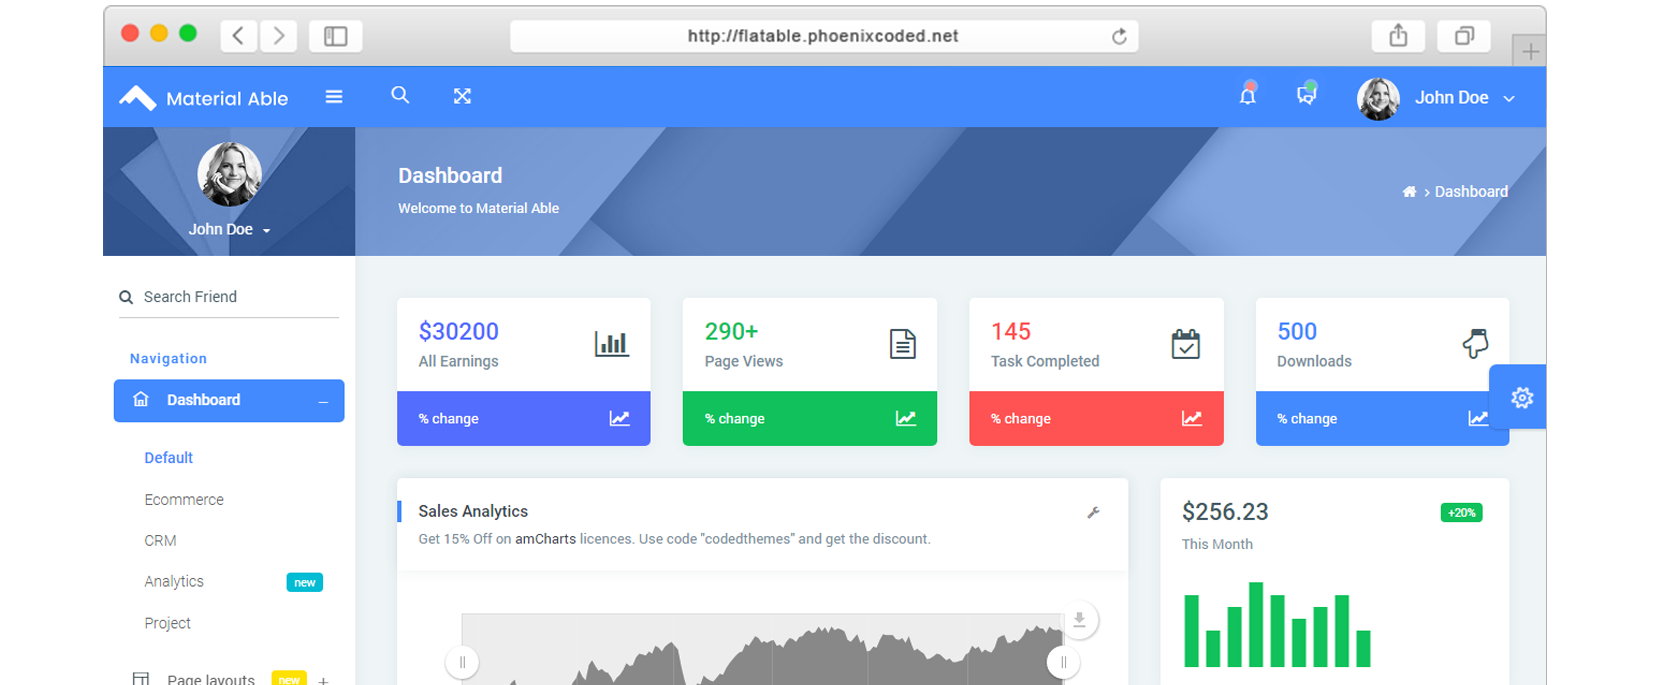 http://flatable.phoenixcoded.net
Material Able
John Doe
John Doe
Dashboard
Welcome to Material Able
Dashboard
Search Friend
Navigation
Dashboard
Default
Ecommerce
CRM
Analytics new
Project
Page layouts new
$30200
All Earnings
% change
290+
Page Views
% change
145
Task Completed
% change
500
Downloads
% change
Sales Analytics
Get 15% Off on amCharts licences. Use code "codedthemes" and get the discount.
$256.23
+20%
This Month